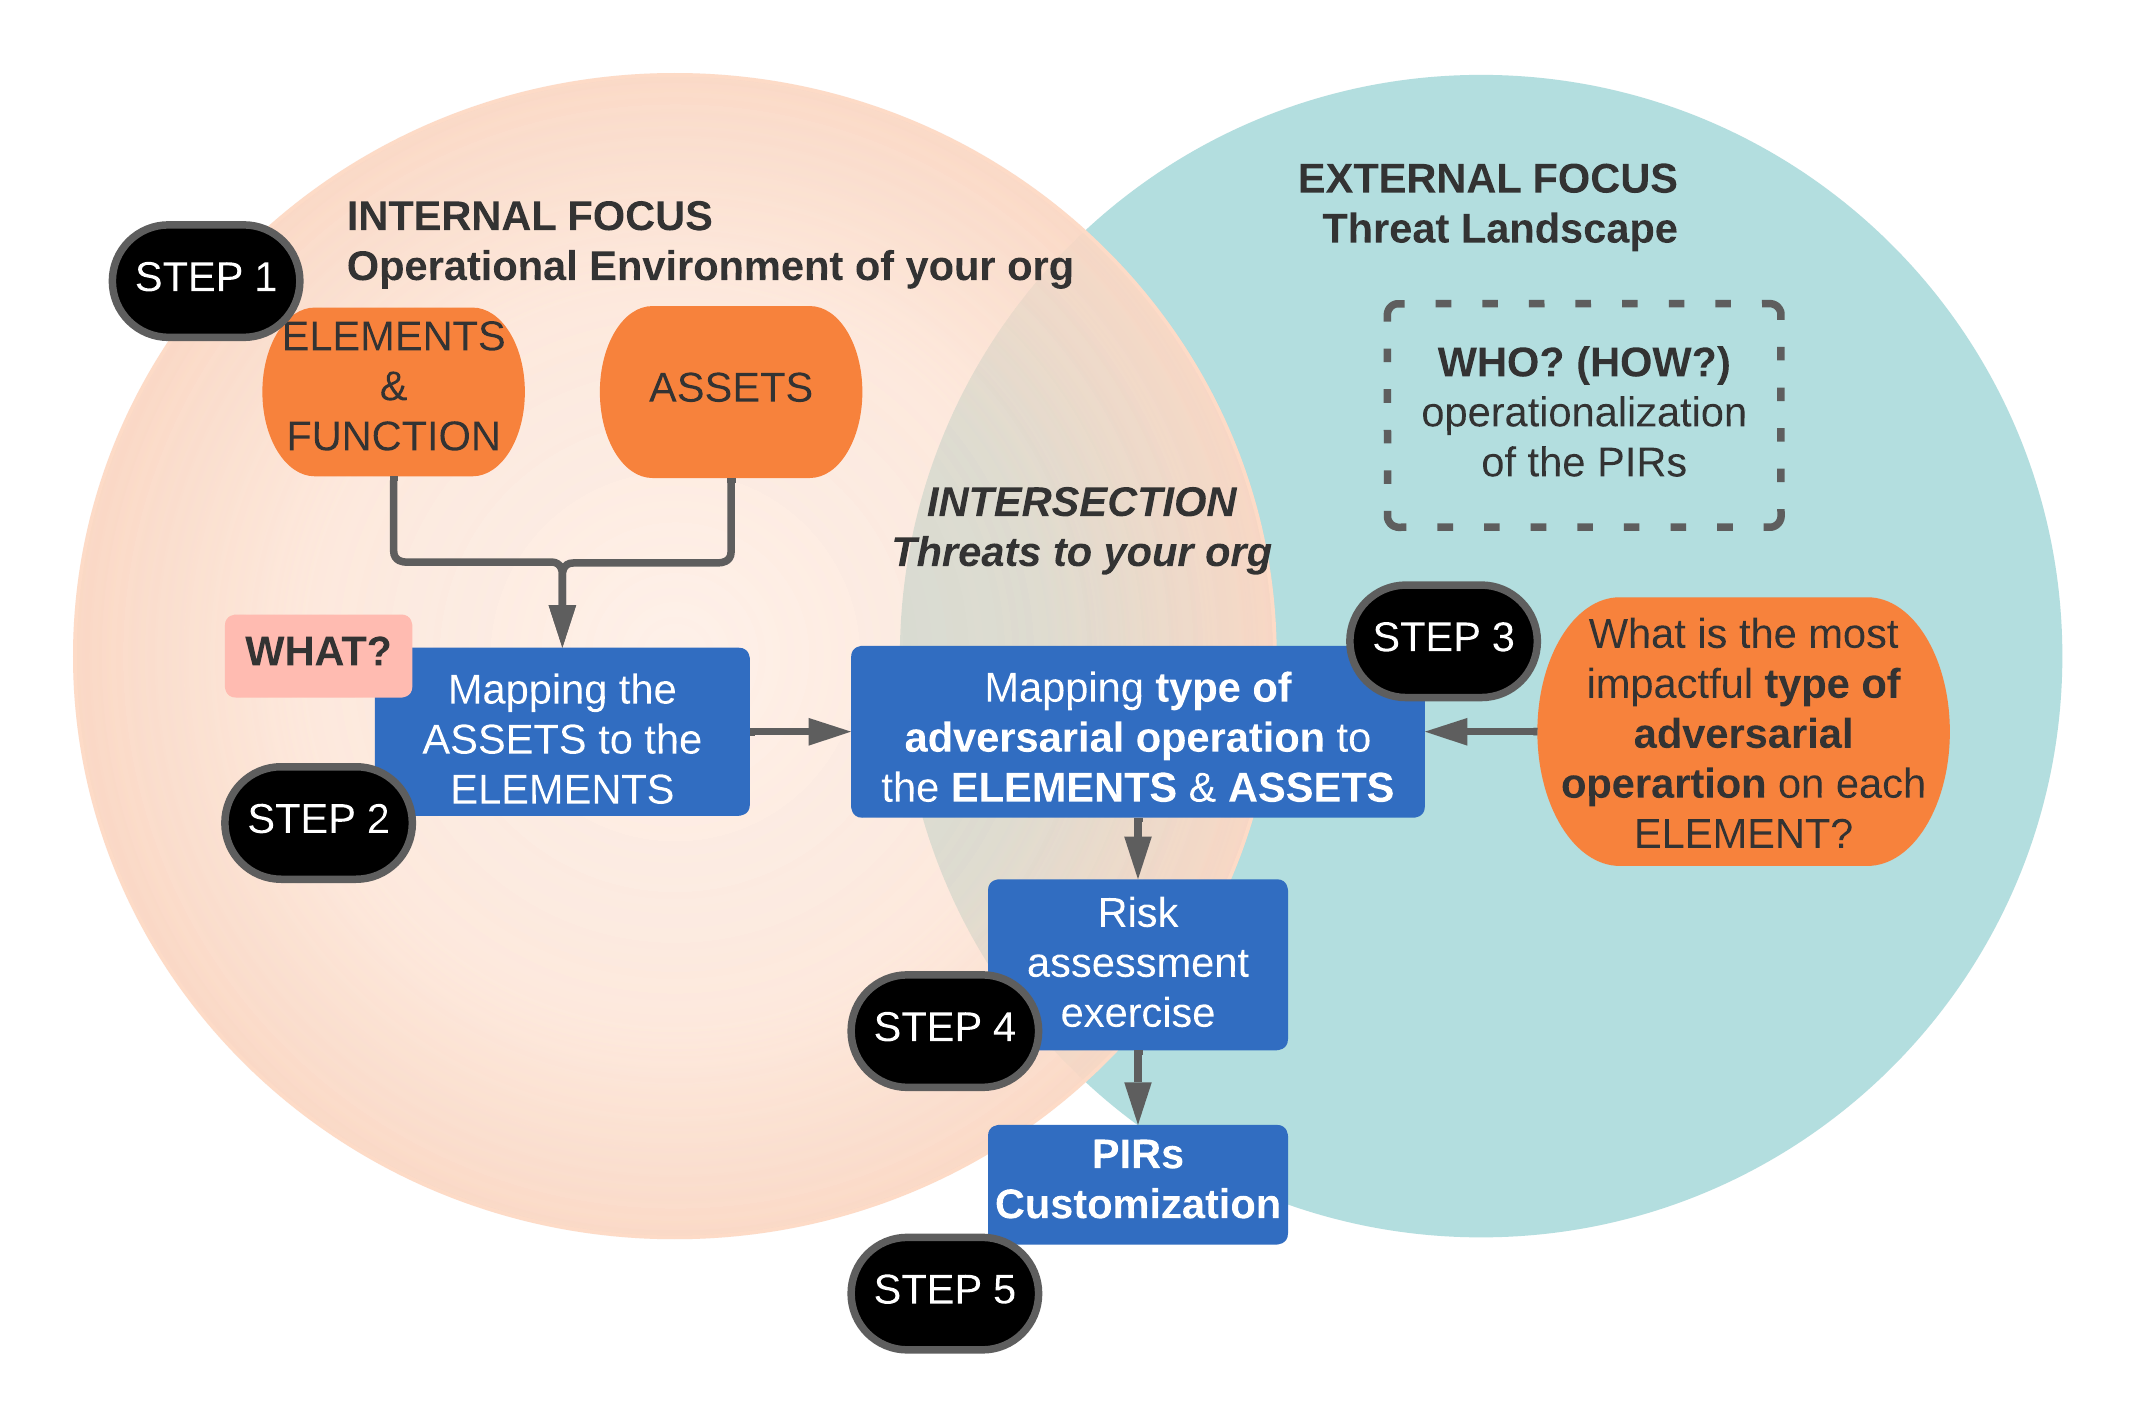 INTERNAL FOCUS
Operational Environment of your org
STEP 1
ELEMENTS
&
FUNCTION
ASSETS
WHAT?
Mapping the
ASSETS to the
ELEMENTS
STEP 2
INTERSECTION
Threats to your org
EXTERNAL FOCUS
Threat Landscape
WHO? (HOW?)
operationalization
of the PIRs
STEP 3
Mapping type of
adversarial operation to
the ELEMENTS & ASSETS
What is the most
impactful type of
adversarial
operartion on each
ELEMENT?
Risk
assessment
exercise
STEP 4
PIRs
Customization
STEP 5